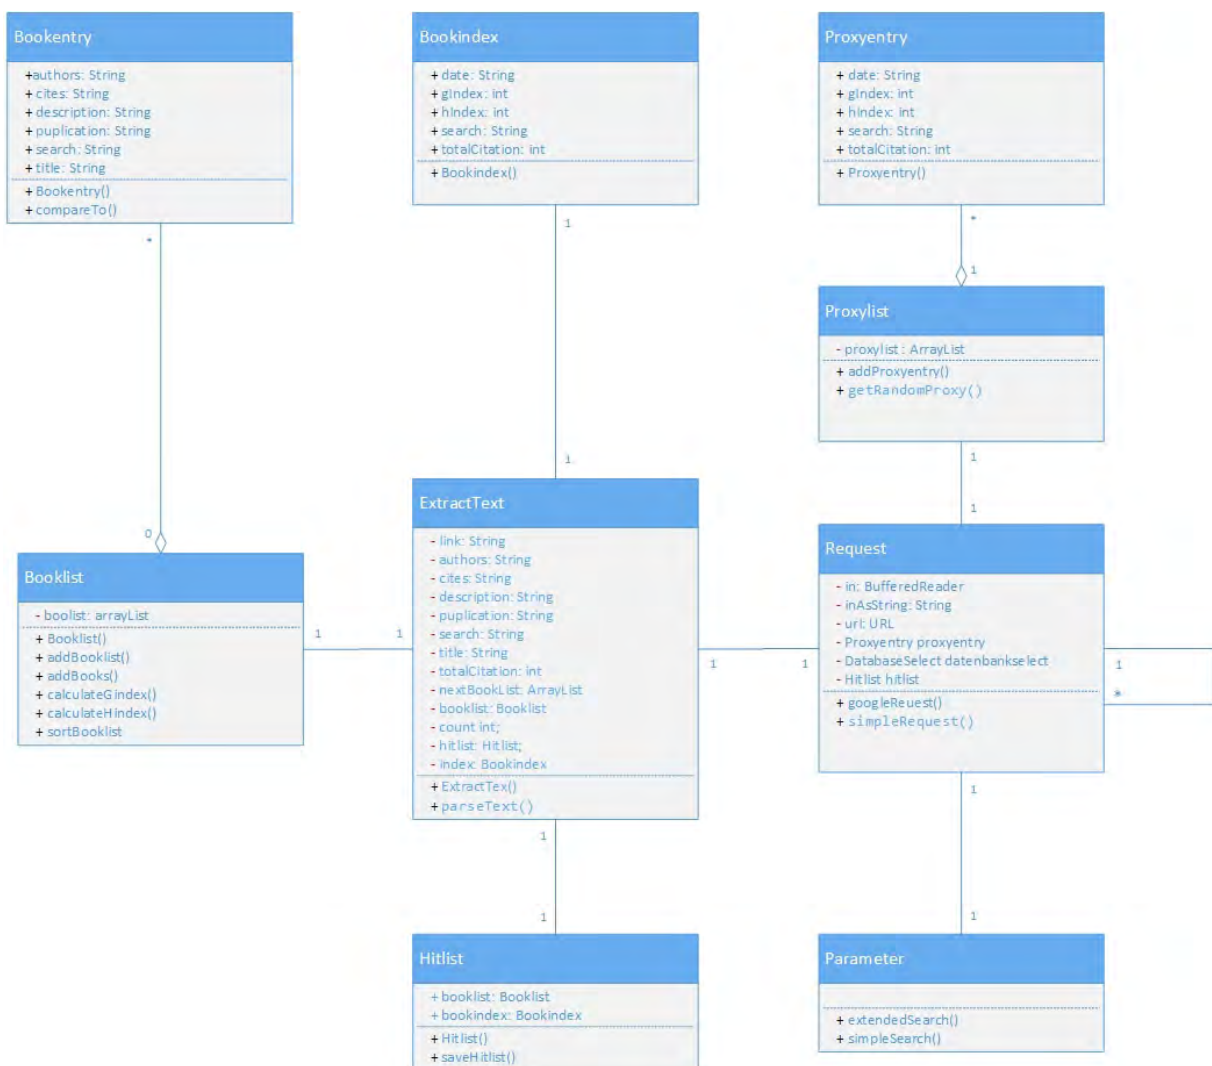 Bookentry
+authors: String
+ cites: String
+ description: String
+ puplication: String
+ search: String
+ title: String
+ Bookentry()
+ compareTo()
*
0
Booklist
- boolist: arrayList
+ Booklist()
+ addBooklist()
+ addBooks()
+ calculateGindex()
+ calculateHindex()
+ sortBooklist
1
1
Bookindex
+ date: String
+ gIndex: int
+ hIndex: int
+ search: String
+ totalCitation: int
+ Bookindex()
1
1
ExtractText
- link: String
- authors: String
- cites: String
- description: String
- puplication: String
- search: String
- title: String
- totalCitation: int
- nextBookList: ArrayList
- booklist: Booklist
- count int;
- hitlist: Hitlist;
- index: Bookindex
+ ExtractTex()
+ parseText()
1
1
1
1
Hitlist
+ booklist: Booklist
+ bookindex: Bookindex
+ Hitlist()
+ saveHitlist()
Proxyentry
+ date: String
+ gIndex: int
+ hIndex: int
+ search: String
+ totalCitation: int
+ Proxyentry()
*
1
Proxylist
- proxylist : ArrayList
+ addProxyentry()
+ getRandomProxy()
1
1
Request
- in: BufferedReader
- inAsString: String
- url: URL
- Proxyentry proxyentry
- DatabaseSelect datenbankselect
- Hitlist hitlist
+ googleReuest()
+ simpleRequest()
1
*
1
1
Parameter
+ extendedSearch()
+ simpleSearch()